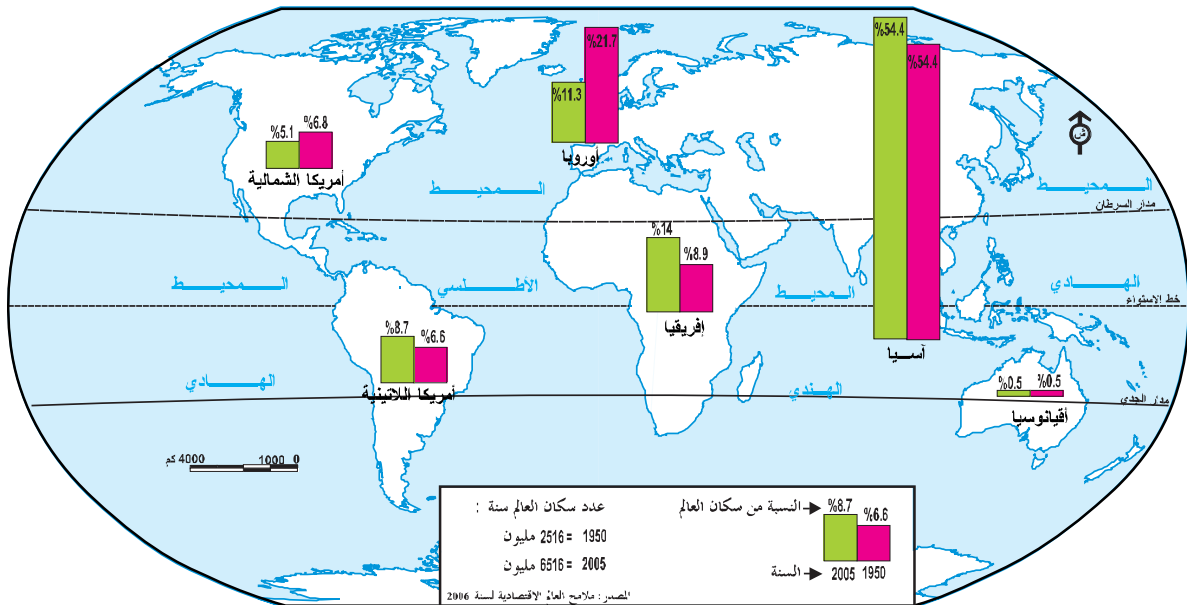 %54.4
%54.4
آسـيا
%21.7
%11.3
أوروبا
%6.8
%5.1
أمريكا الشمالية
ش
المحيط
الهادي
مدار السرطان
خط الاستواء
مدار الجدي
المحيط
الأطلسي
المحيط
الهادي
المحيط
الهندي
%14
%8.9
إفريقيا
%8.7
%6.6
أمريكا اللاتينية
%0.5
%0.5
أقيانوسيا
0 1000 4000 كم
%8.7
%6.6
النسبة من سكان العالم
السنة
1950 2005
عدد سكان العالم سنة :
1950 = 2516 مليون
2005 = 6516 مليون
المصدر: ملامح العالم الاقتصادية لسنة 2006